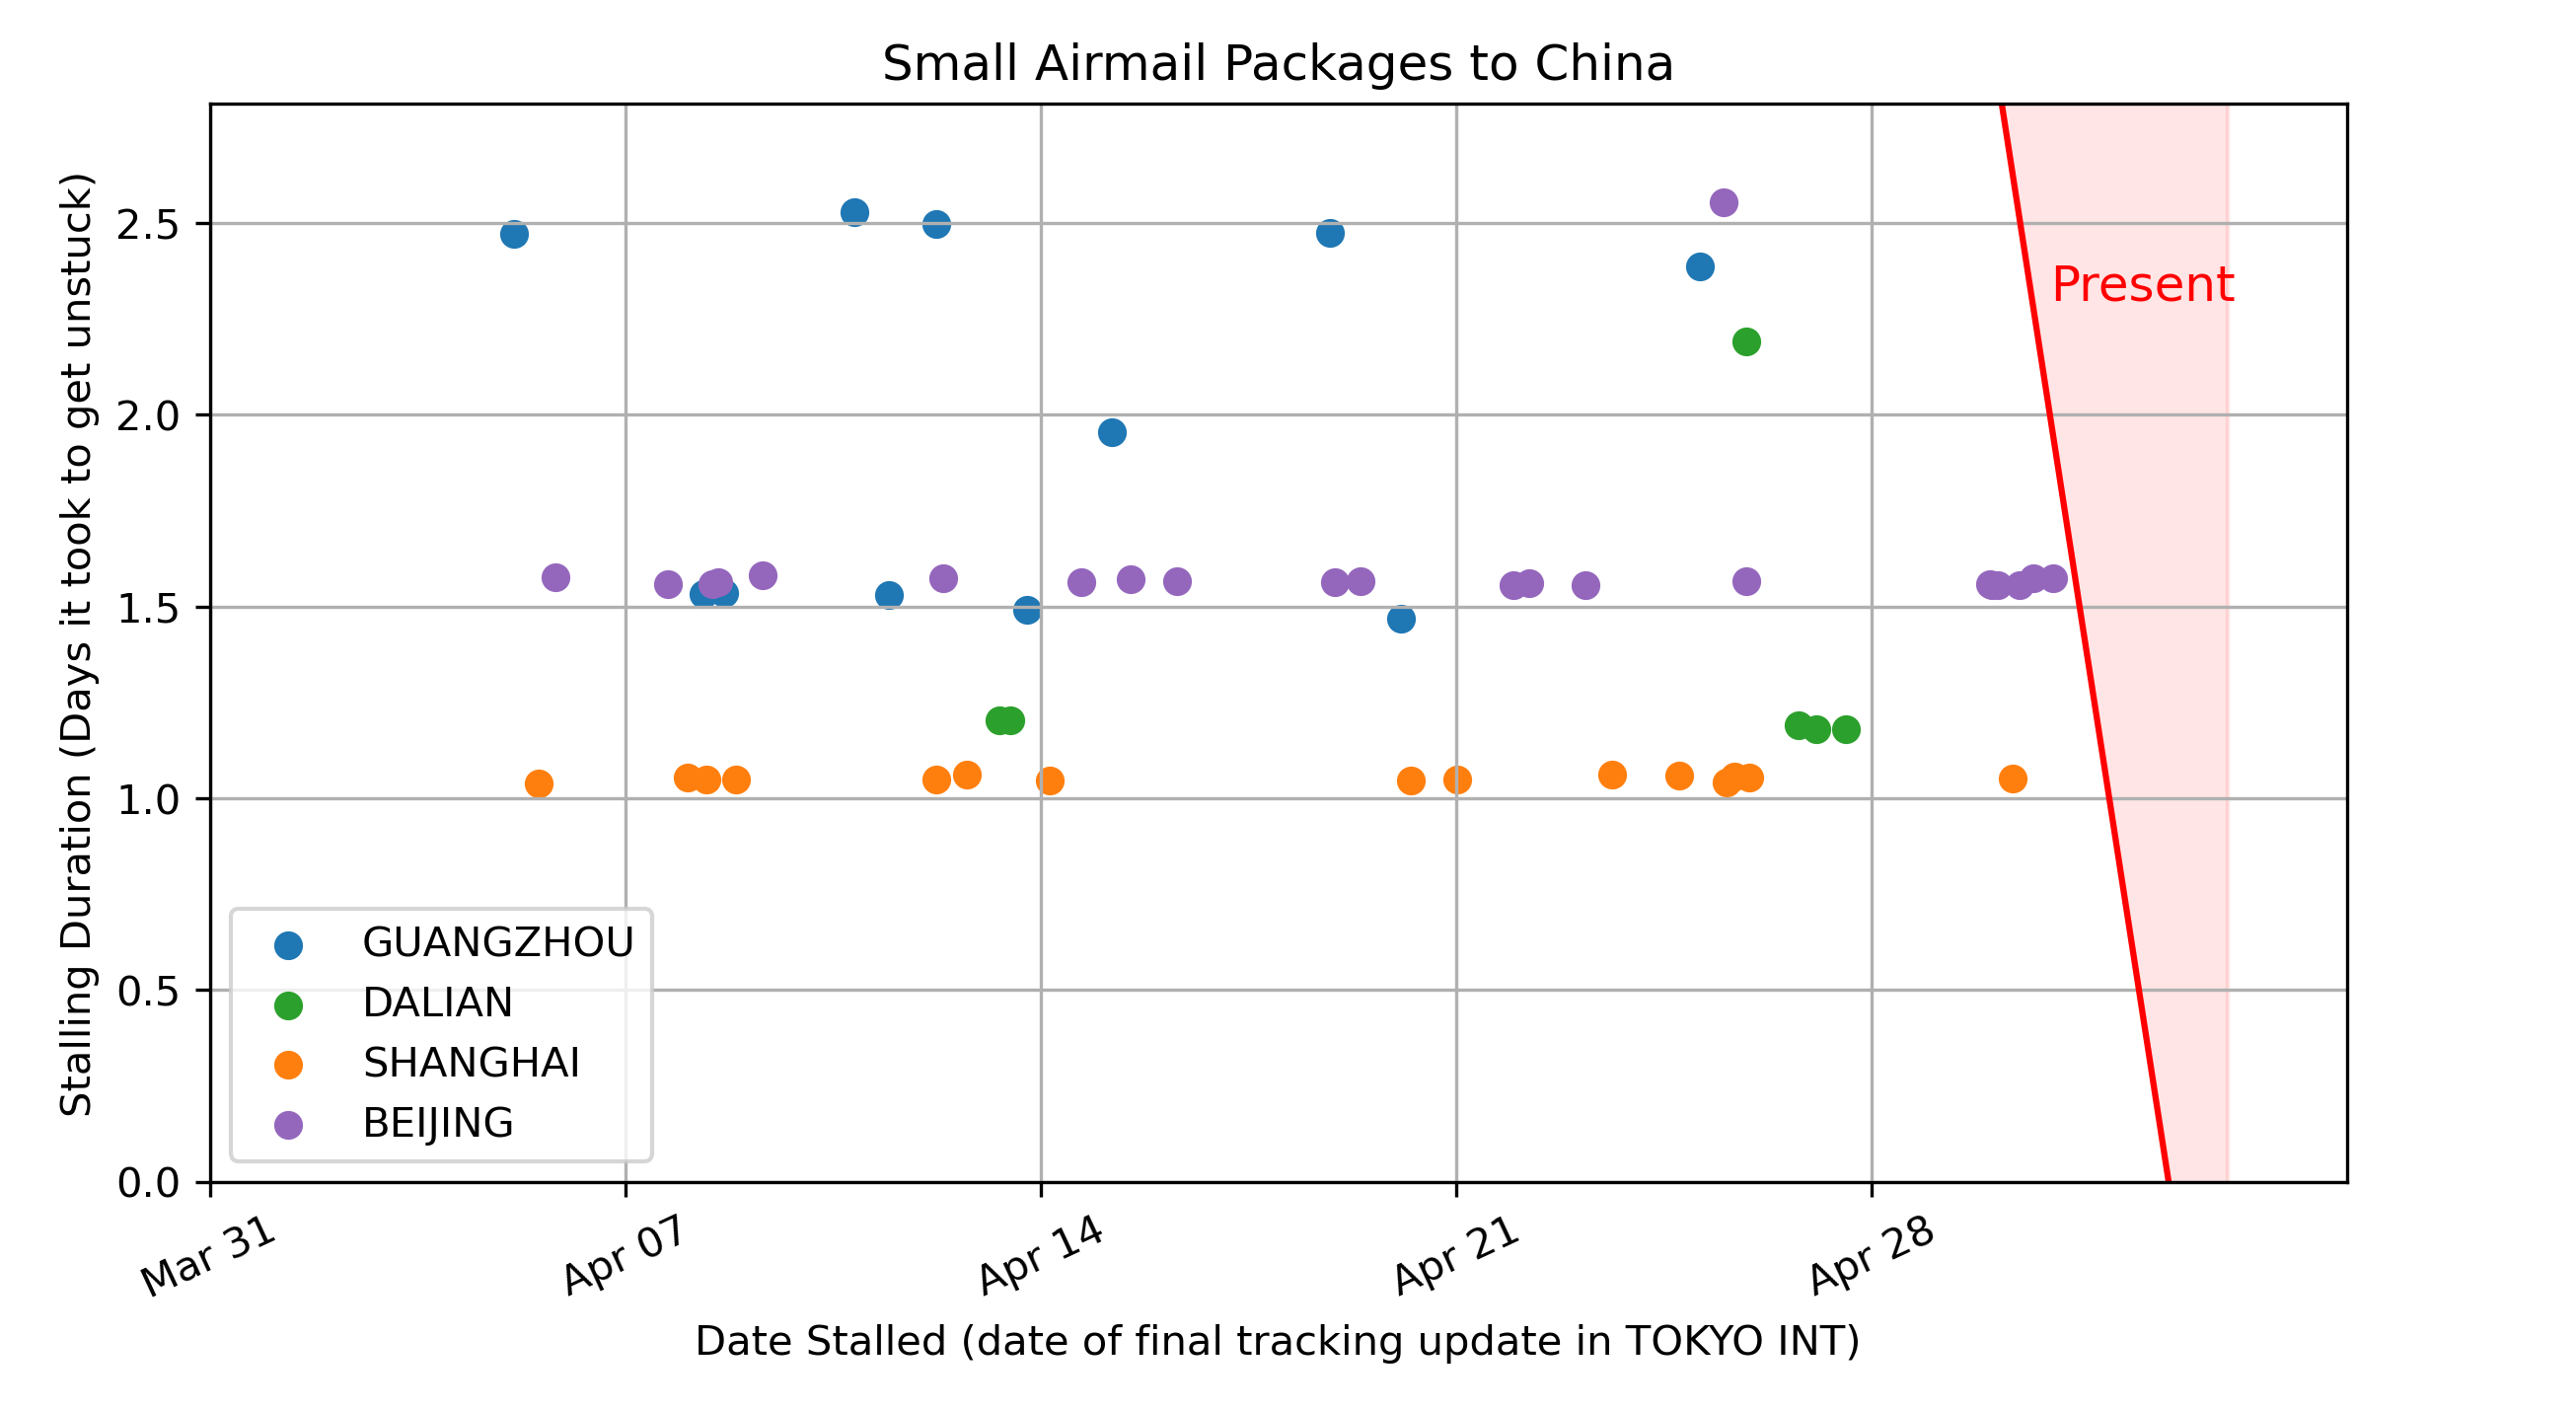 Small Airmail Packages to China
Stalling Duration (Days it took to get unstuck)
2.5
2.0
1.5
1.0
0.5
0.0
Present
GUANGZHOU
DALIAN
SHANGHAI
BEIJING
Mar 31
Apr 07
Apr 14
Apr 21
Apr 28
Date Stalled (date of final tracking update in TOKYO INT)